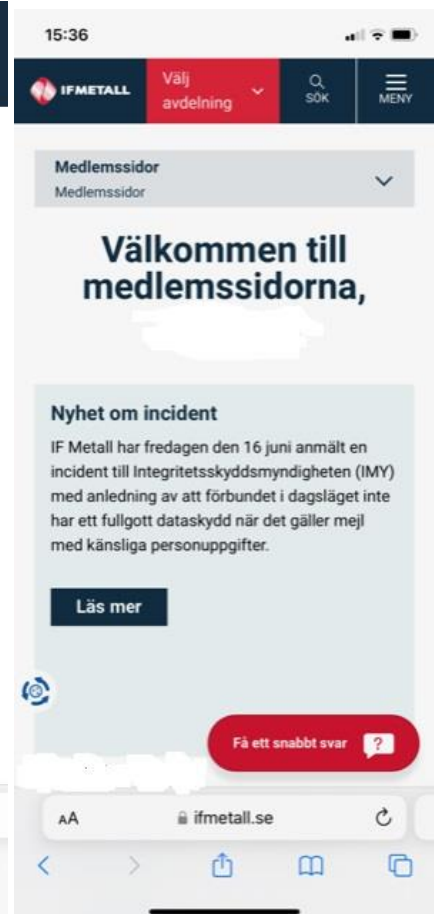 15:36
IFMETALL
Välj
avdelning
SÖK
MENY
Medlemssidor
Medlemssidor
Välkommen till
medlemssidorna,
Nyhet om incident
IF Metall har fredagen den 16 juni anmält en
incident till Integritetsskyddsmyndigheten (IMY)
med anledning av att förbundet i dagsläget inte
har ett fullgott dataskydd när det gäller mejl
med känsliga personuppgifter.
Läs mer
Få ett snabbt svar ?
AA ifmetall.se